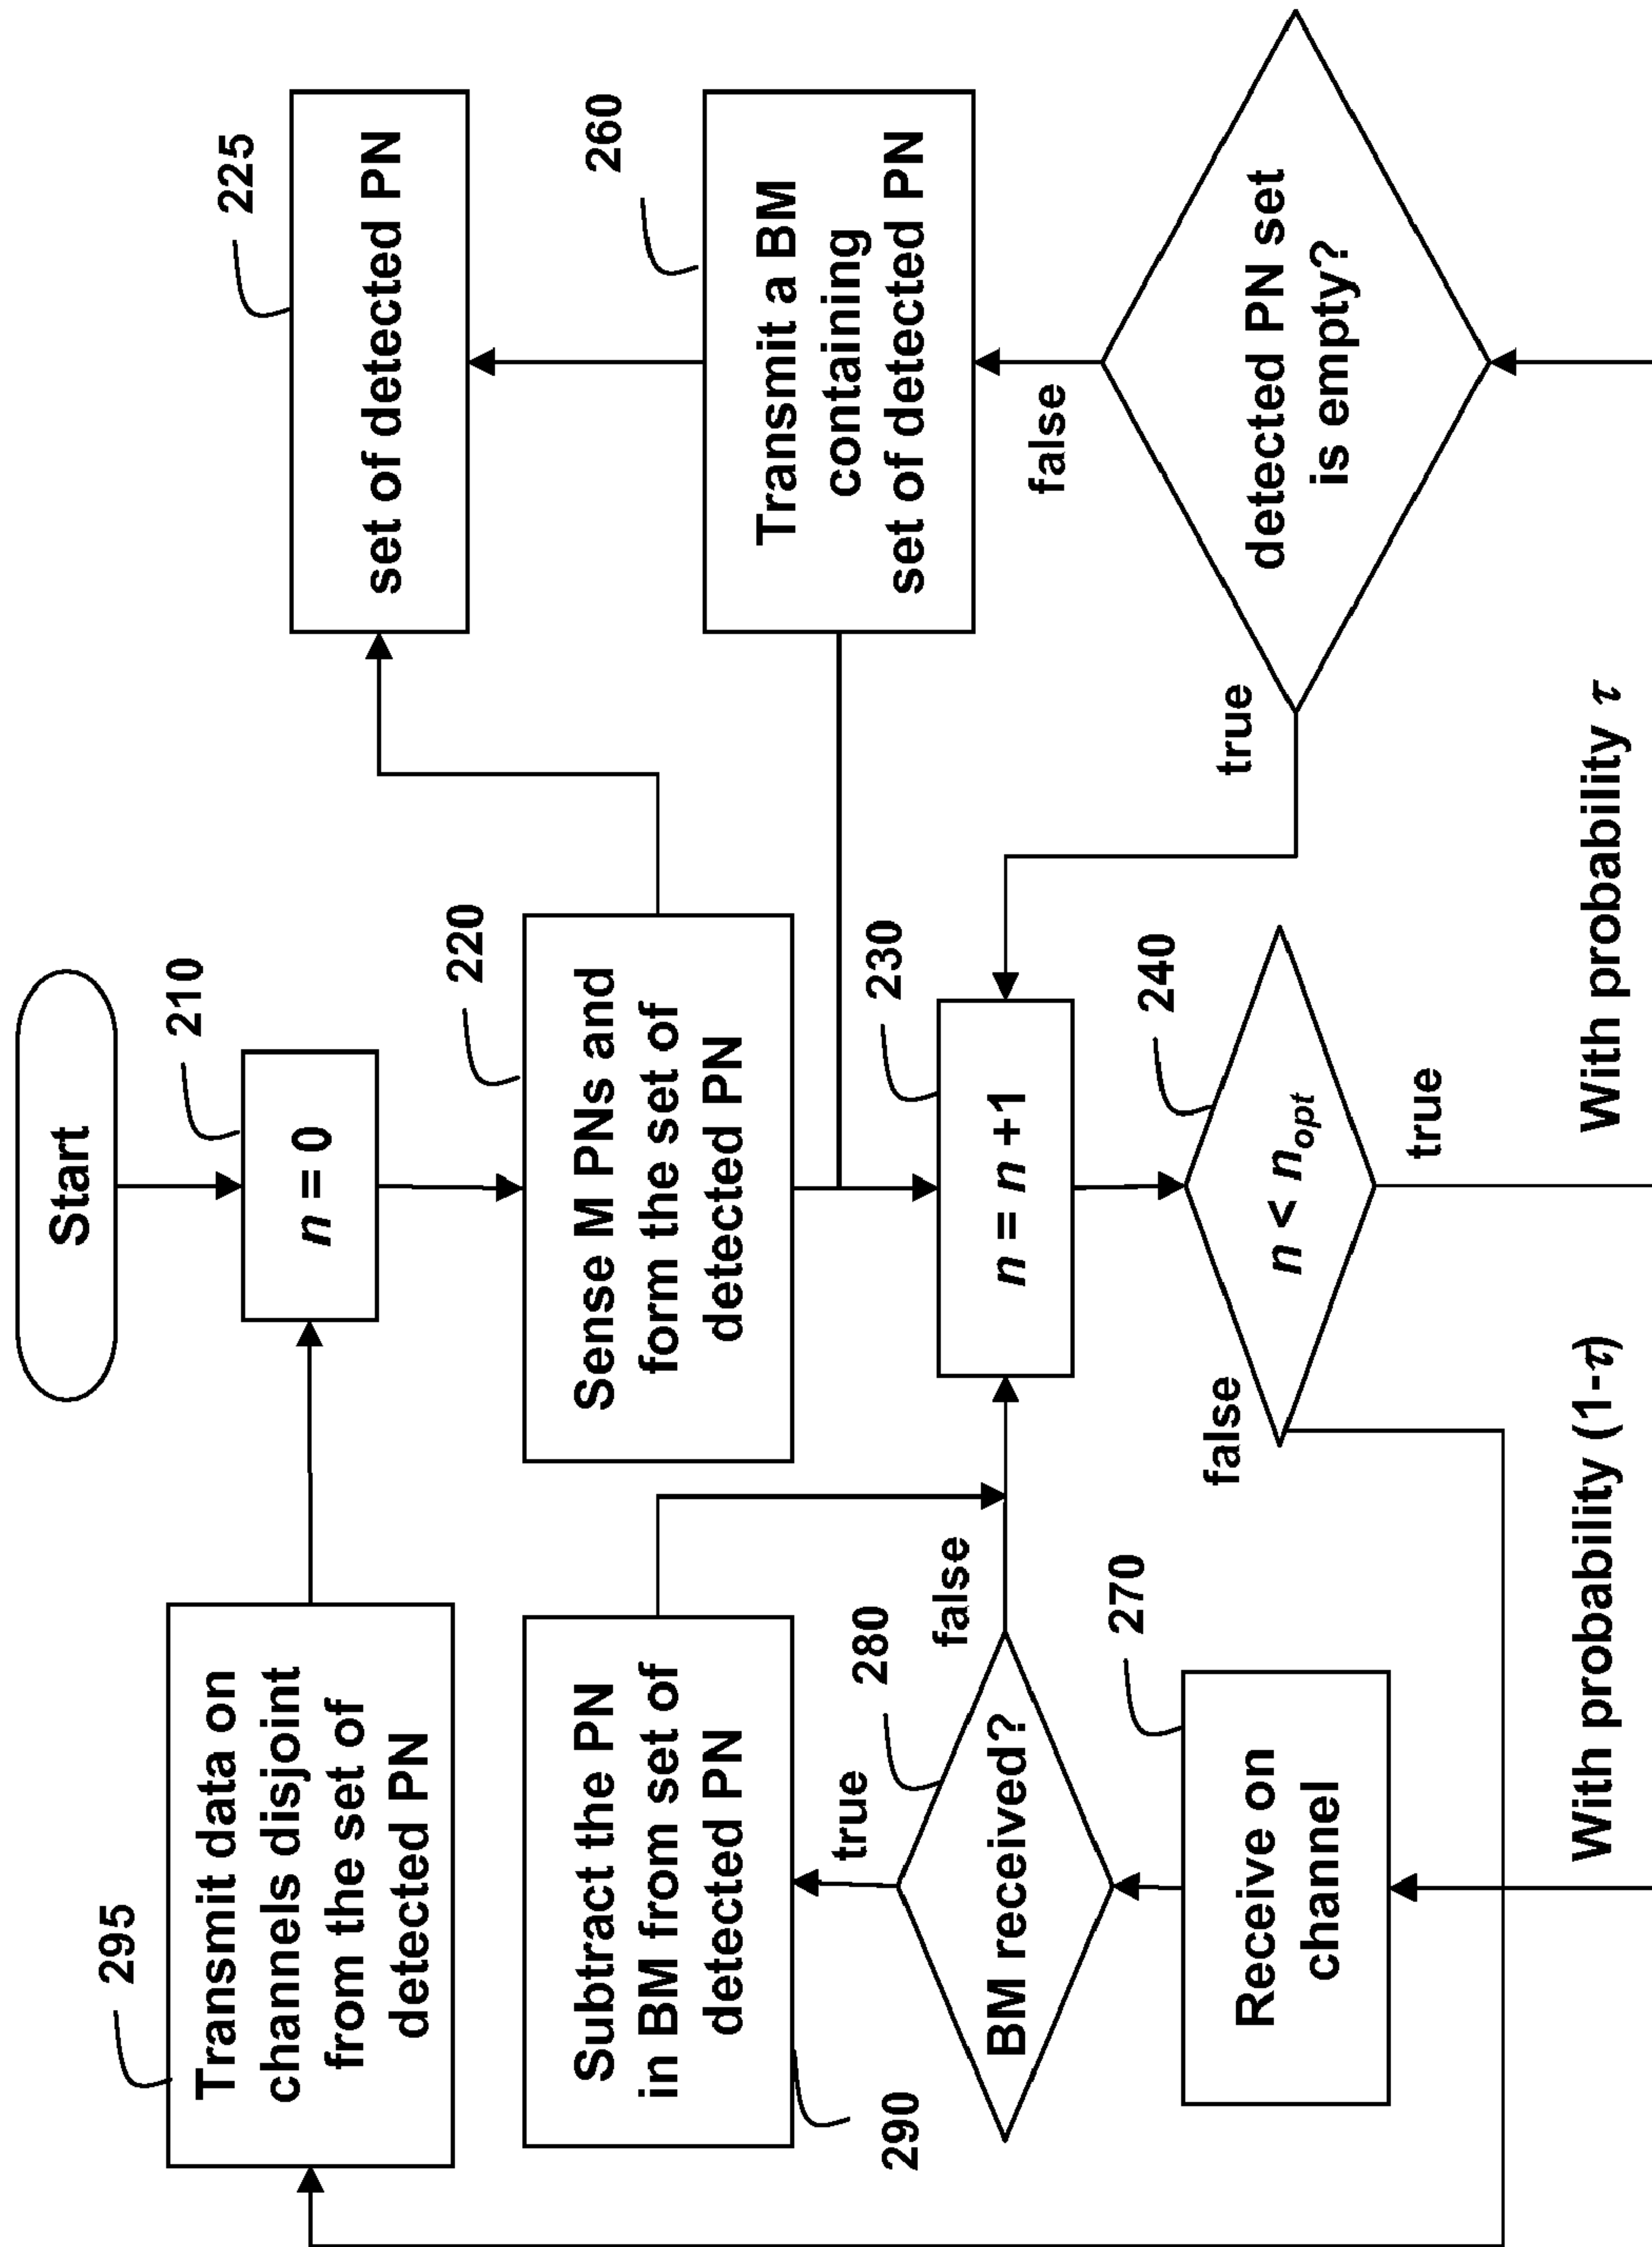 Start
210
n = 0
295
Transmit data on
channels disjoint
from the set of
detected PN
220
Sense M PNs and
form the set of
detected PN
225
set of detected PN
290
Subtract the PN
in BM from set of
detected PN
230
n = n +1
260
Transmit a BM
containing
set of detected PN
280
BM received?
true
false
240
n < nopt
false
true
270
Receive on
channel
detected PN set
is empty?
true
false
With probability (1-τ)
With probability τ